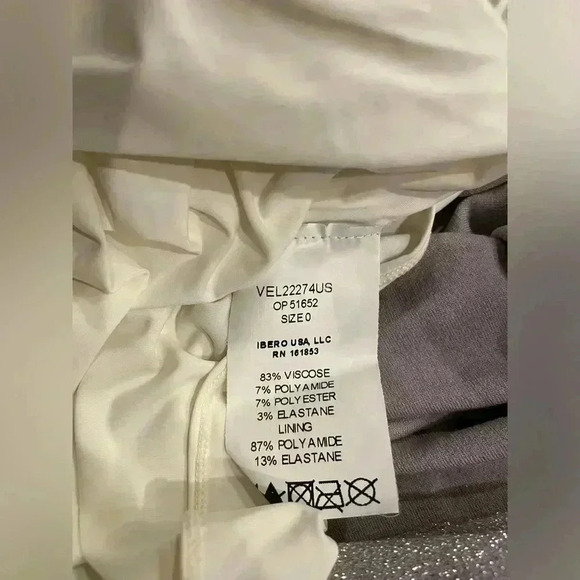 VEL22274US
OP 51652
SIZE 0
IBERO USA, LLC
RN 161853
83% VISCOSE
7% POLYAMIDE
7% POLYESTER
3% ELASTANE
LINING
87% POLYAMIDE
13% ELASTANE